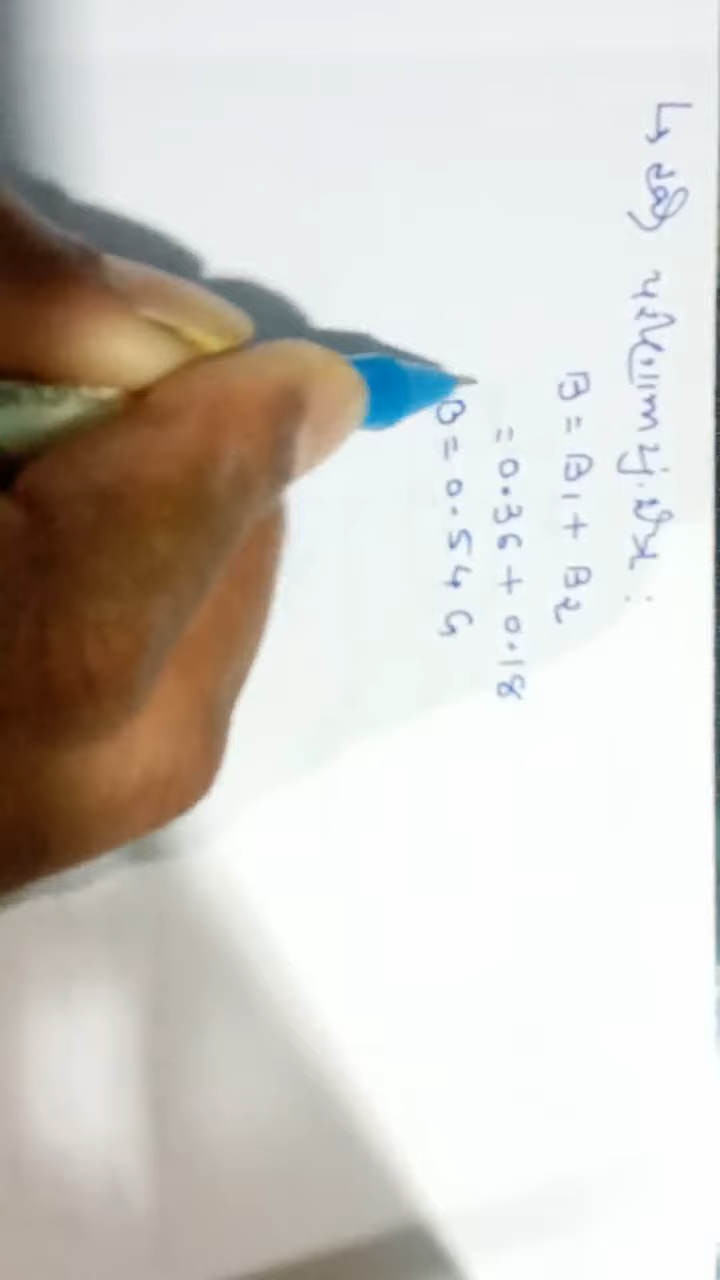 ↳ હવે પરિણામી ચું.ક્ષે :
B = B₁ + B₂
= 0.36 + 0.18
B = 0.54 G